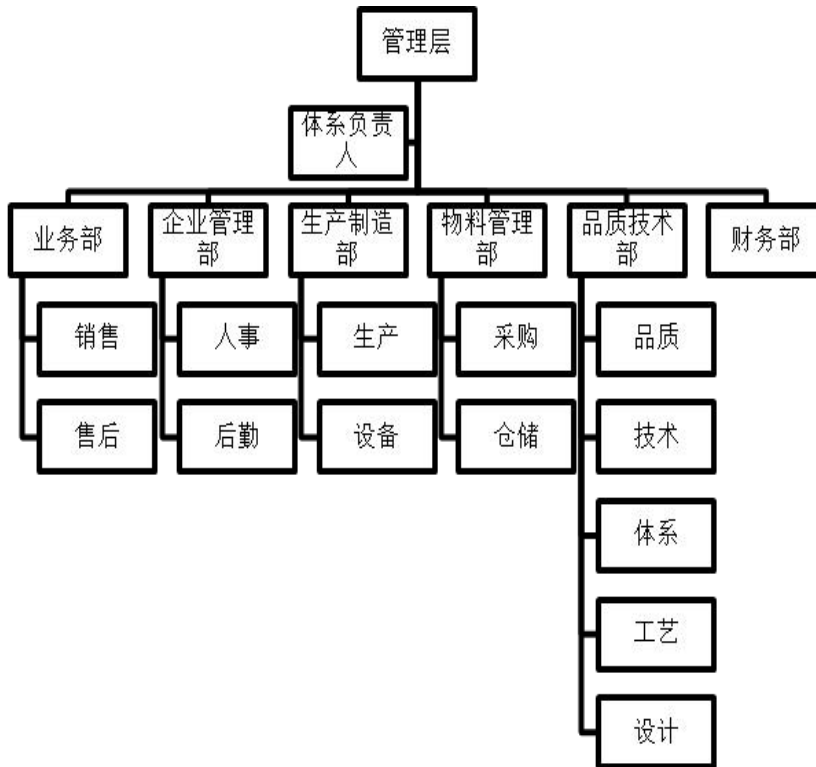 管理层
体系负责
人
业务部
企业管理
部
生产制造
部
物料管理
部
品质技术
部
财务部
销售
人事
生产
采购
品质
售后
后勤
设备
仓储
技术
体系
工艺
设计